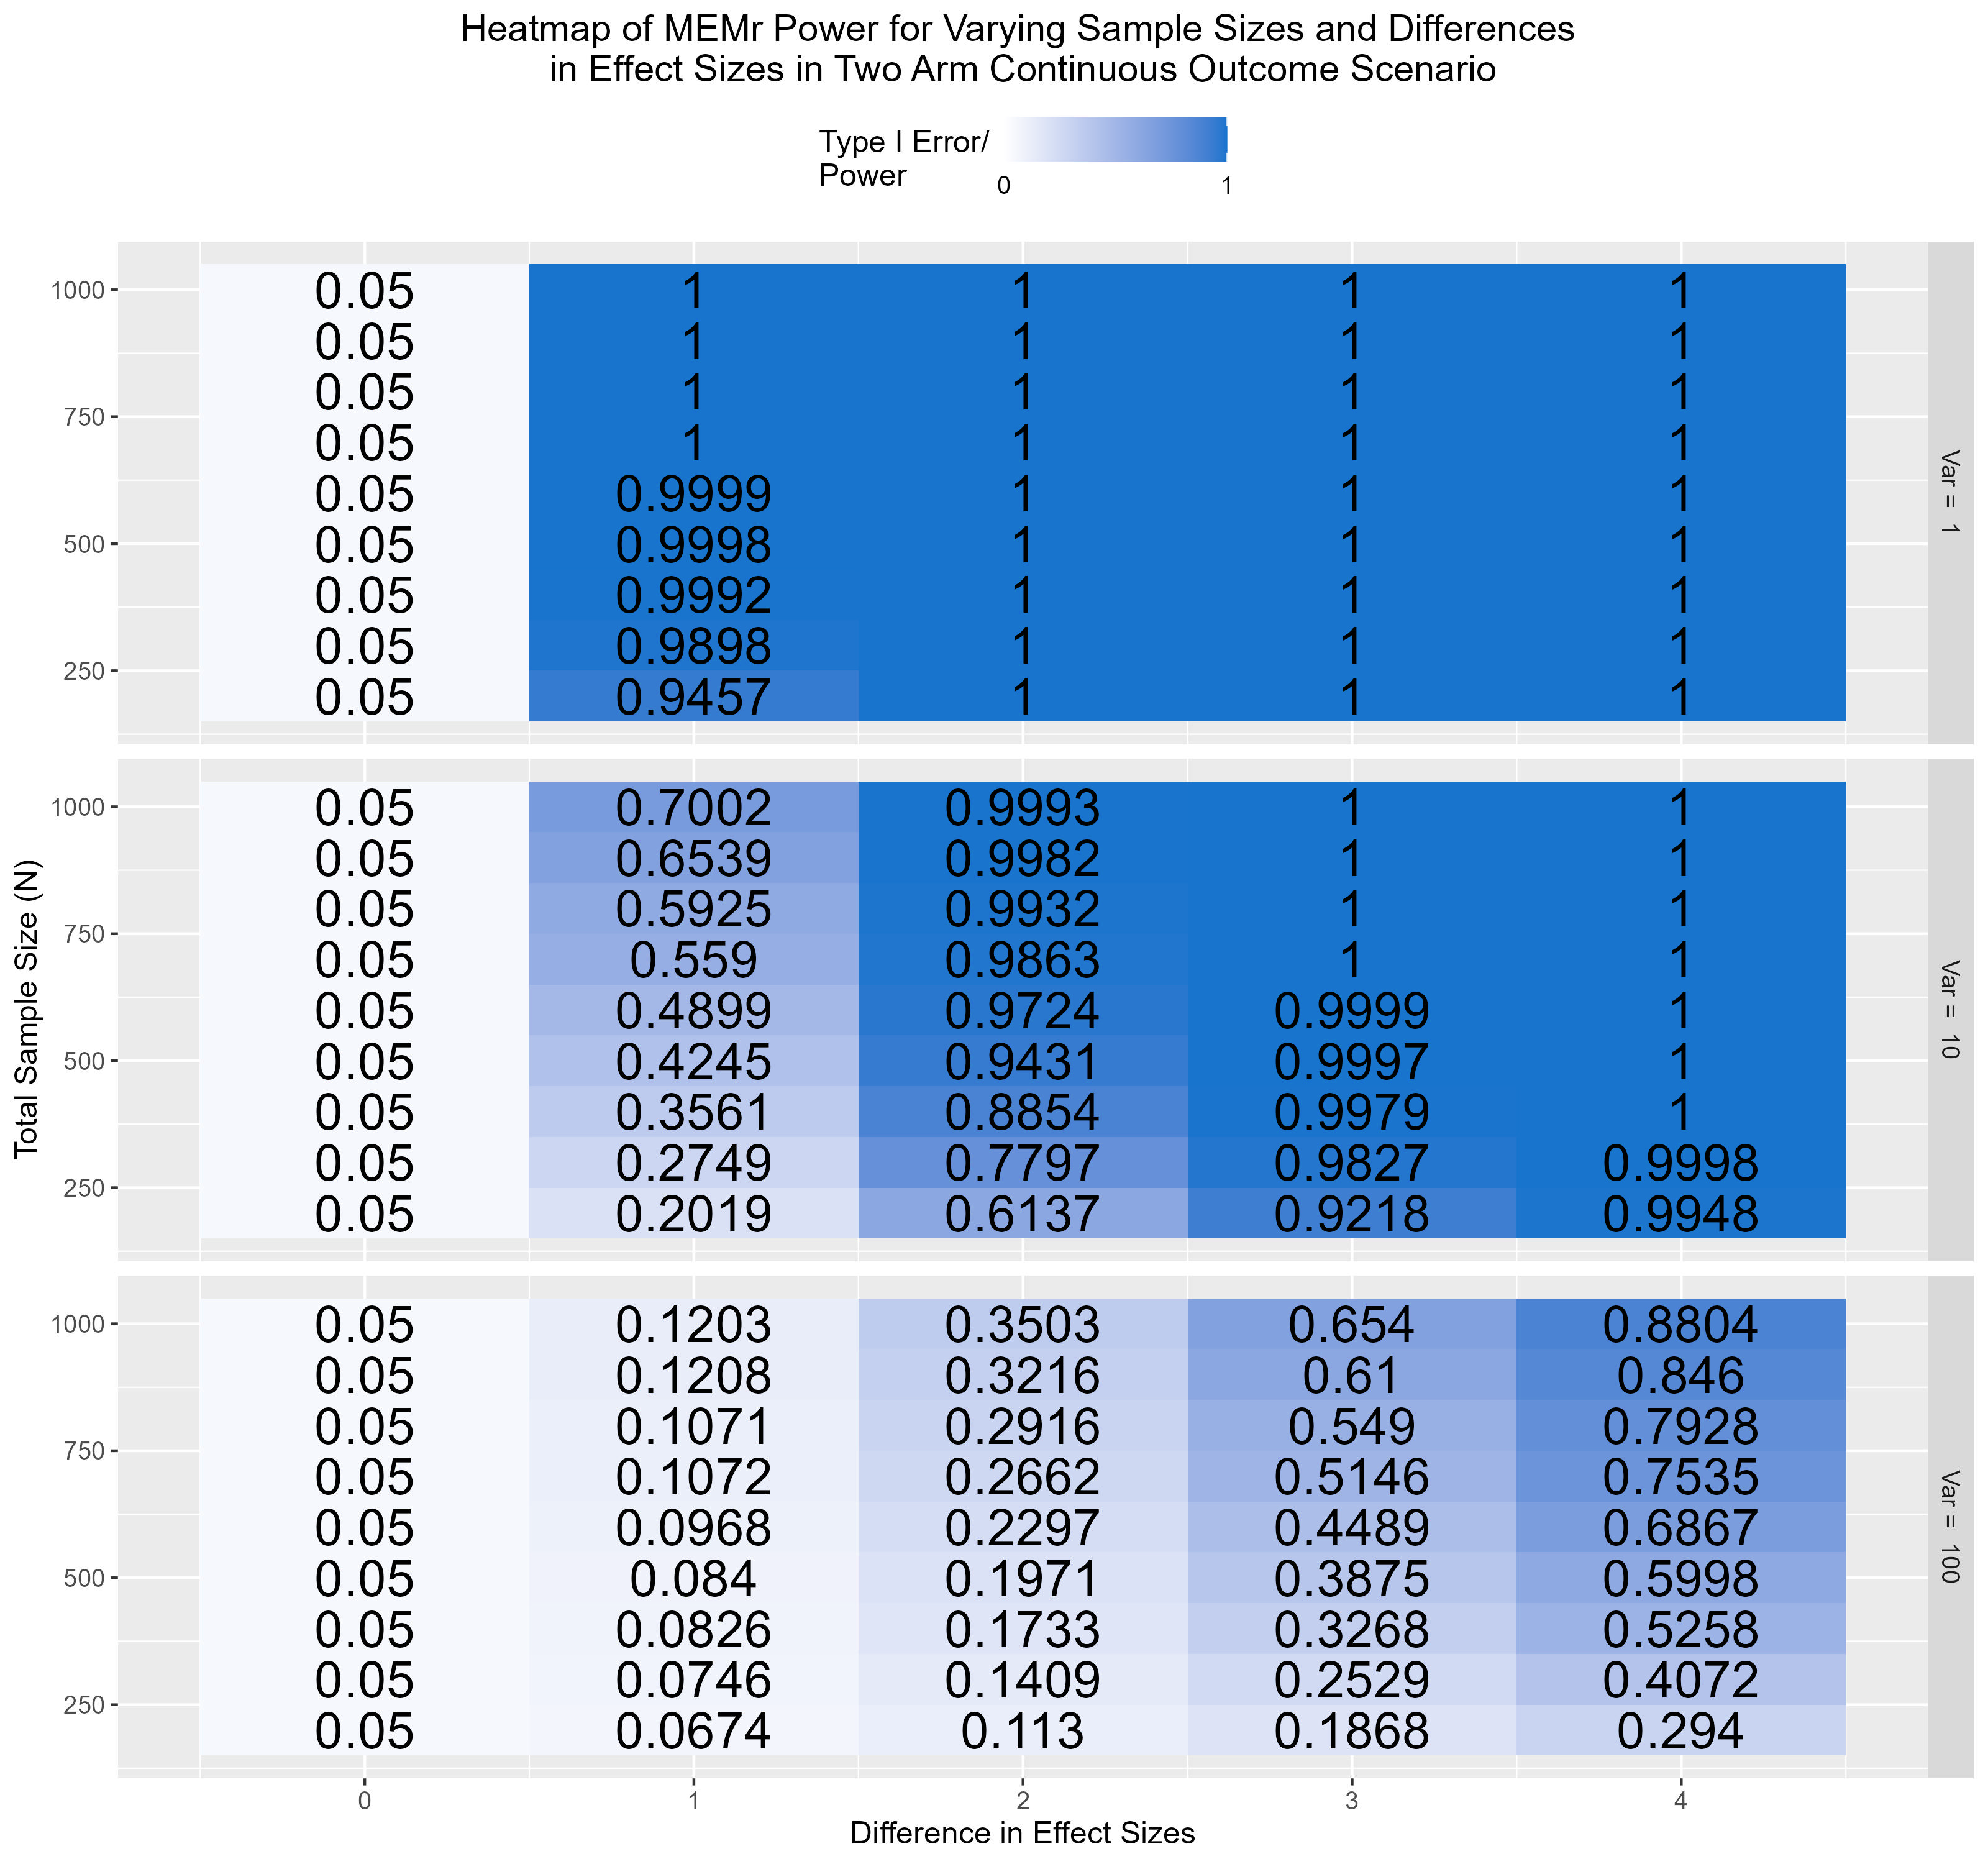 Heatmap of MEMr Power for Varying Sample Sizes and Differences
in Effect Sizes in Two Arm Continuous Outcome Scenario
Type I Error/
Power
0 1
1000 0.05 1 1 1 1
0.05 1 1 1 1
0.05 1 1 1 1
750
0.05 1 1 1 1
0.05 0.9999 1 1 1
500 0.05 0.9998 1 1 1
0.05 0.9992 1 1 1
0.05 0.9898 1 1 1
250
0.05 0.9457 1 1 1
Var = 1
Total Sample Size (N)
1000 0.05 0.7002 0.9993 1 1
0.05 0.6539 0.9982 1 1
0.05 0.5925 0.9932 1 1
750
0.05 0.559 0.9863 1 1
0.05 0.4899 0.9724 0.9999 1
500 0.05 0.4245 0.9431 0.9997 1
0.05 0.3561 0.8854 0.9979 1
0.05 0.2749 0.7797 0.9827 0.9998
250
0.05 0.2019 0.6137 0.9218 0.9948
Var = 10
1000 0.05 0.1203 0.3503 0.654 0.8804
0.05 0.1208 0.3216 0.61 0.846
0.05 0.1071 0.2916 0.549 0.7928
750
0.05 0.1072 0.2662 0.5146 0.7535
0.05 0.0968 0.2297 0.4489 0.6867
500 0.05 0.084 0.1971 0.3875 0.5998
0.05 0.0826 0.1733 0.3268 0.5258
0.05 0.0746 0.1409 0.2529 0.4072
250
0.05 0.0674 0.113 0.1868 0.294
Var = 100
0 1 2 3 4
Difference in Effect Sizes